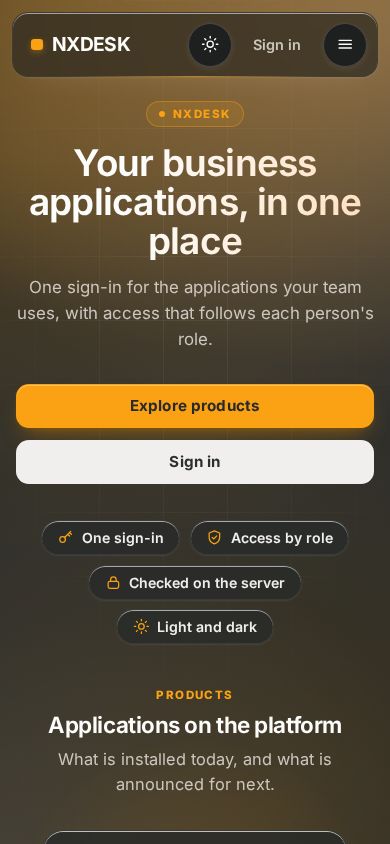 NXDESK
Sign in
NXDESK
Your business
applications, in one
place
One sign-in for the applications your team
uses, with access that follows each person's
role.
Explore products
Sign in
One sign-in
Access by role
Checked on the server
Light and dark
PRODUCTS
Applications on the platform
What is installed today, and what is
announced for next.